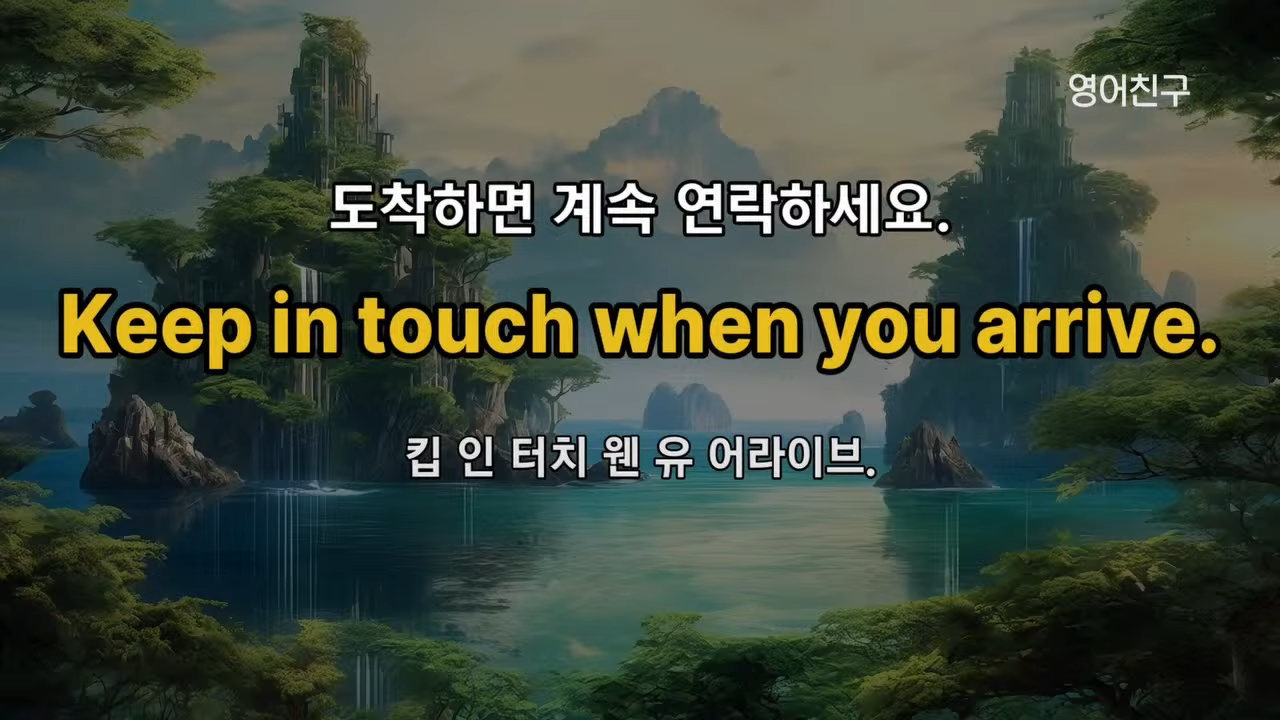 영어친구
도착하면 계속 연락하세요.
Keep in touch when you arrive.
킵 인 터치 웬 유 어라이브.